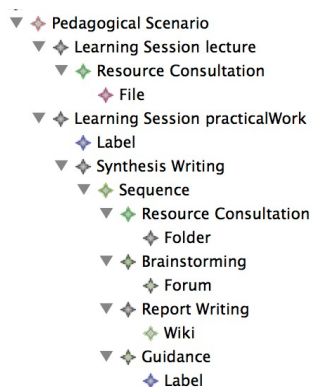 Pedagogical Scenario
Learning Session lecture
Resource Consultation
File
Learning Session practicalWork
Label
Synthesis Writing
Sequence
Resource Consultation
Folder
Brainstorming
Forum
Report Writing
Wiki
Guidance
Label